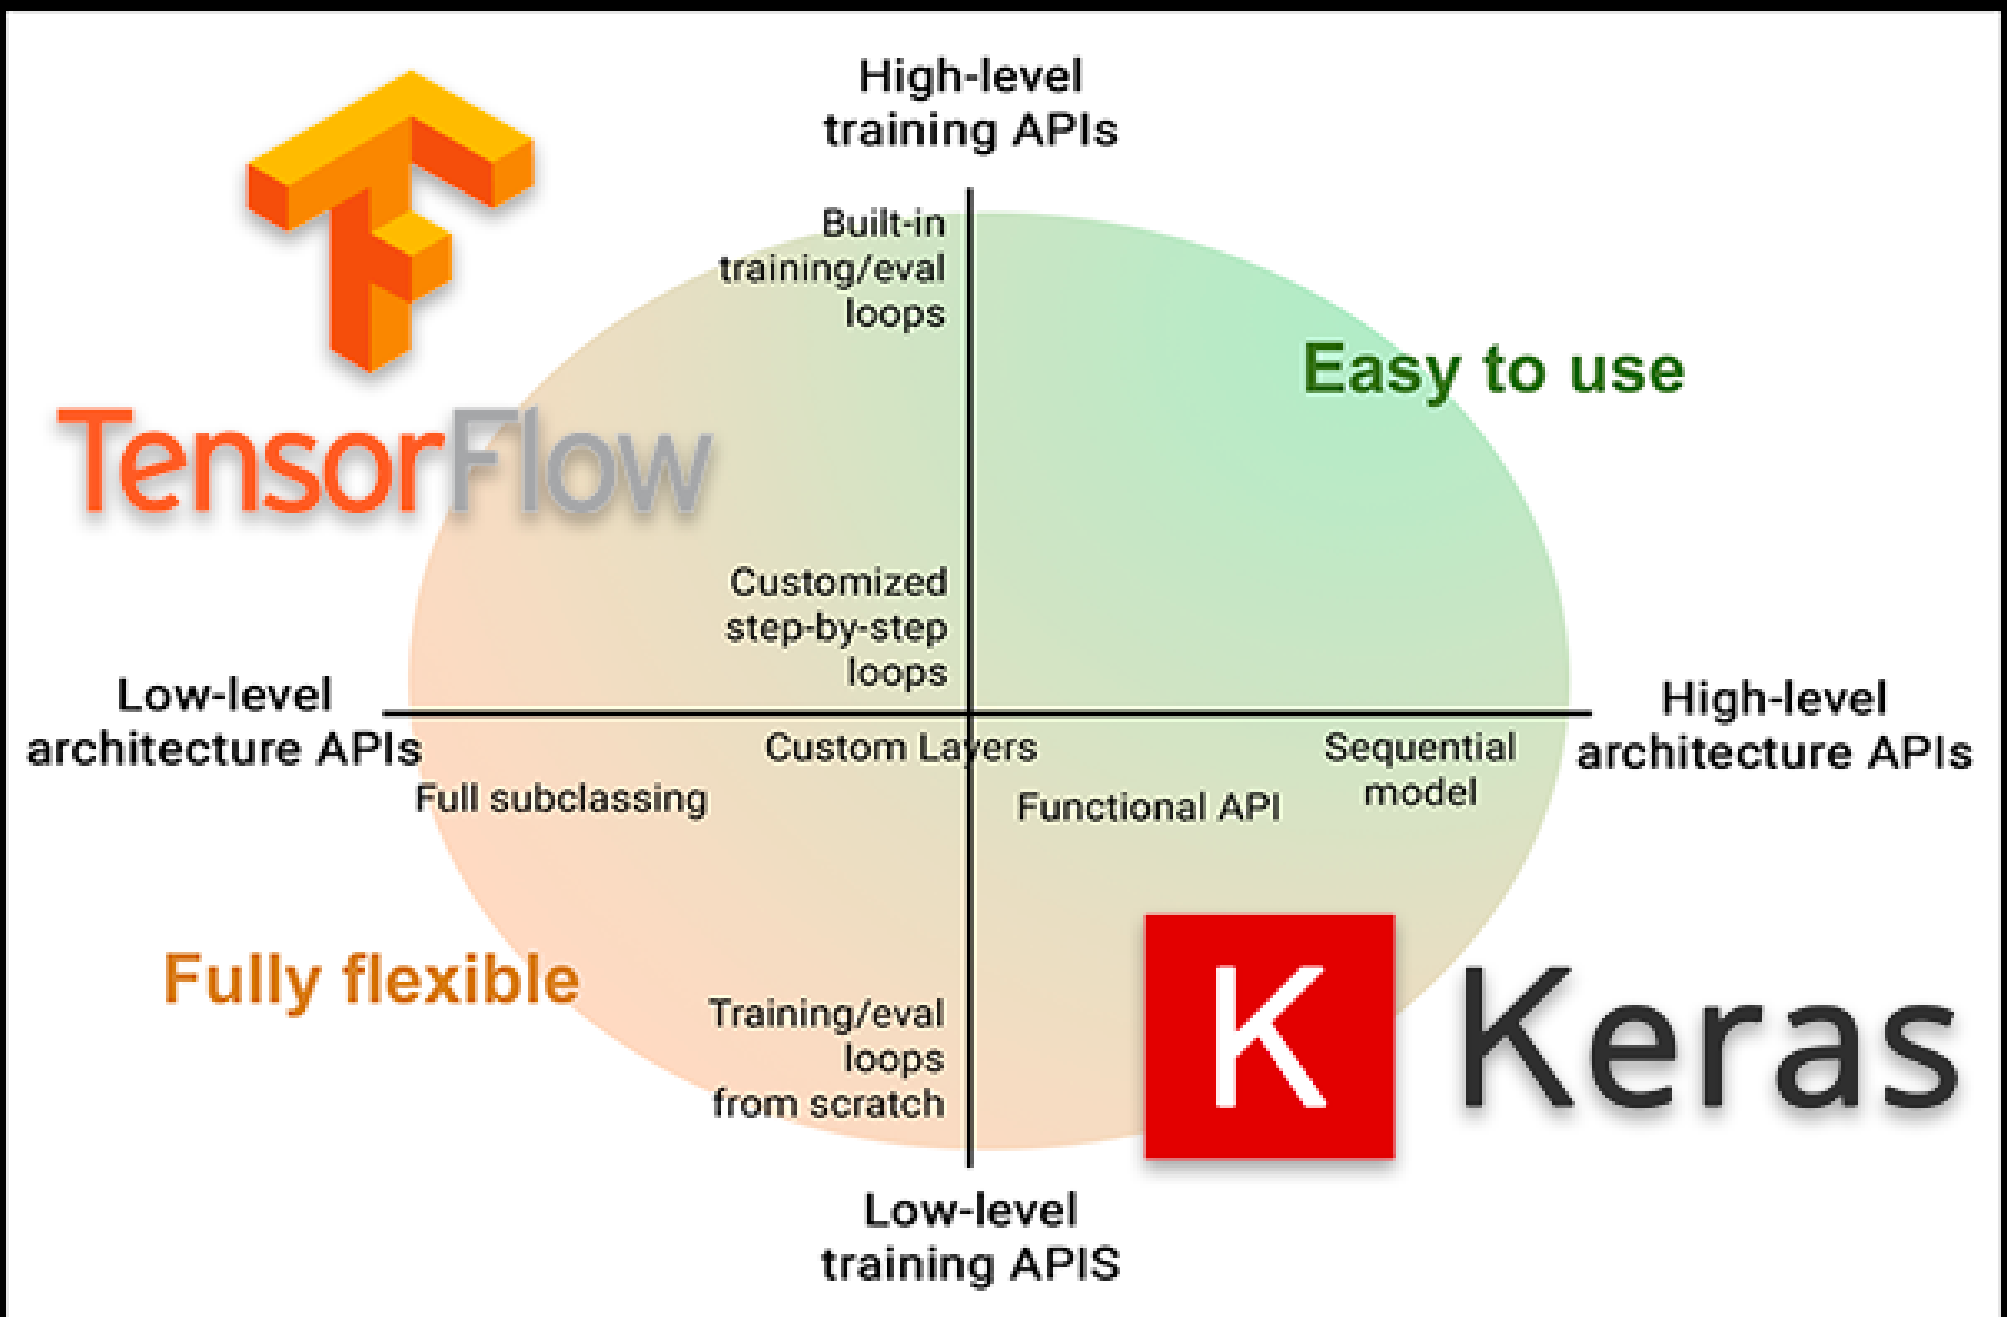 High-level
training APIs
Built-in
training/eval
loops
Easy to use
TensorFlow
Customized
step-by-step
loops
Low-level
architecture APIs
High-level
architecture APIs
Custom Layers
Sequential
model
Full subclassing
Functional API
Fully flexible
K Keras
Training/eval
loops
from scratch
Low-level
training APIS